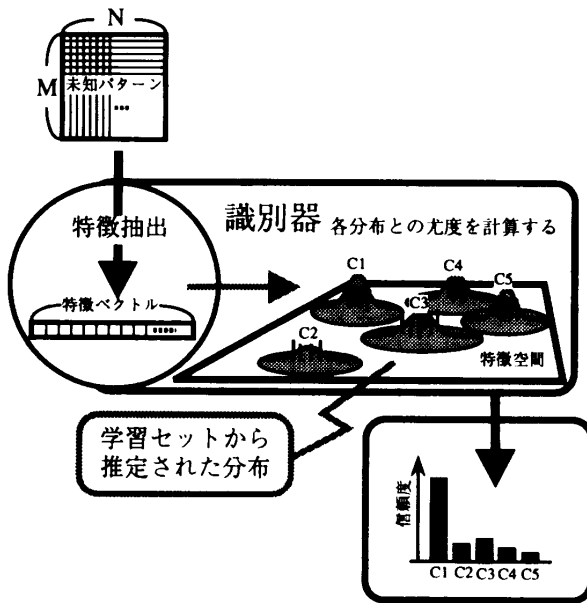 N
M
未知パターン
特徴抽出
特徴ベクトル
識別器 各分布との尤度を計算する
C1
C4
C5
C3
C2
特徴空間
学習セットから
推定された分布
信頼度
C1 C2 C3 C4 C5